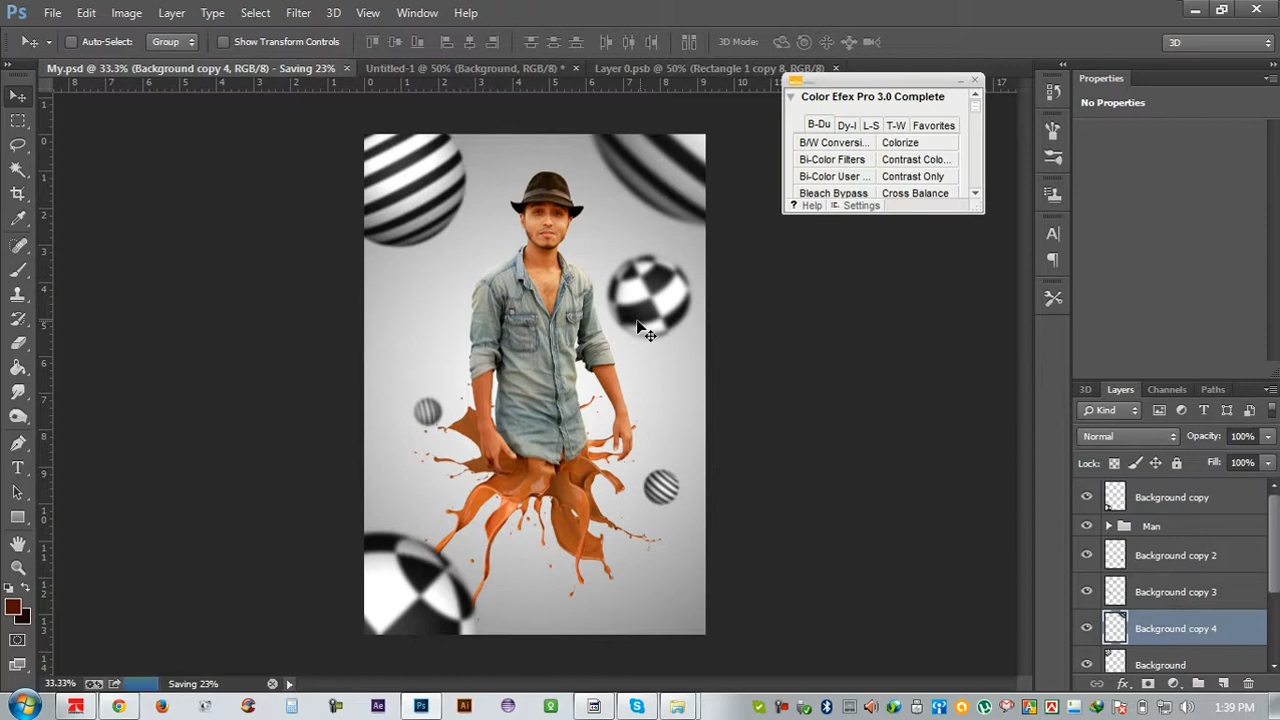 Ps File Edit Image Layer Type Select Filter 3D View Window Help
Auto-Select: Group Show Transform Controls 3D Mode: 3D
My.psd @ 33.3% (Background copy 4, RGB/8) - Saving 33% × Untitled-1 @ 50% (Background, RGB/8) * × Layer 0.psb @ 50% (Rectangle 1 copy 8, RGB/8) ×
Color Efex Pro 3.0 Complete
B-Du Dy-I L-S T-W Favorites
B/W Conversi... Colorize
Bi-Color Filters Contrast Colo...
Bi-Color User ... Contrast Only
Bleach Bypass Cross Balance
? Help Settings
Properties
No Properties
3D Layers Channels Paths
Kind
Normal Opacity: 100%
Lock: Fill: 100%
Background copy
Man
Background copy 2
Background copy 3
Background copy 4
Background
33.33% Saving 23%
Ae Ps Ai
1:39 PM